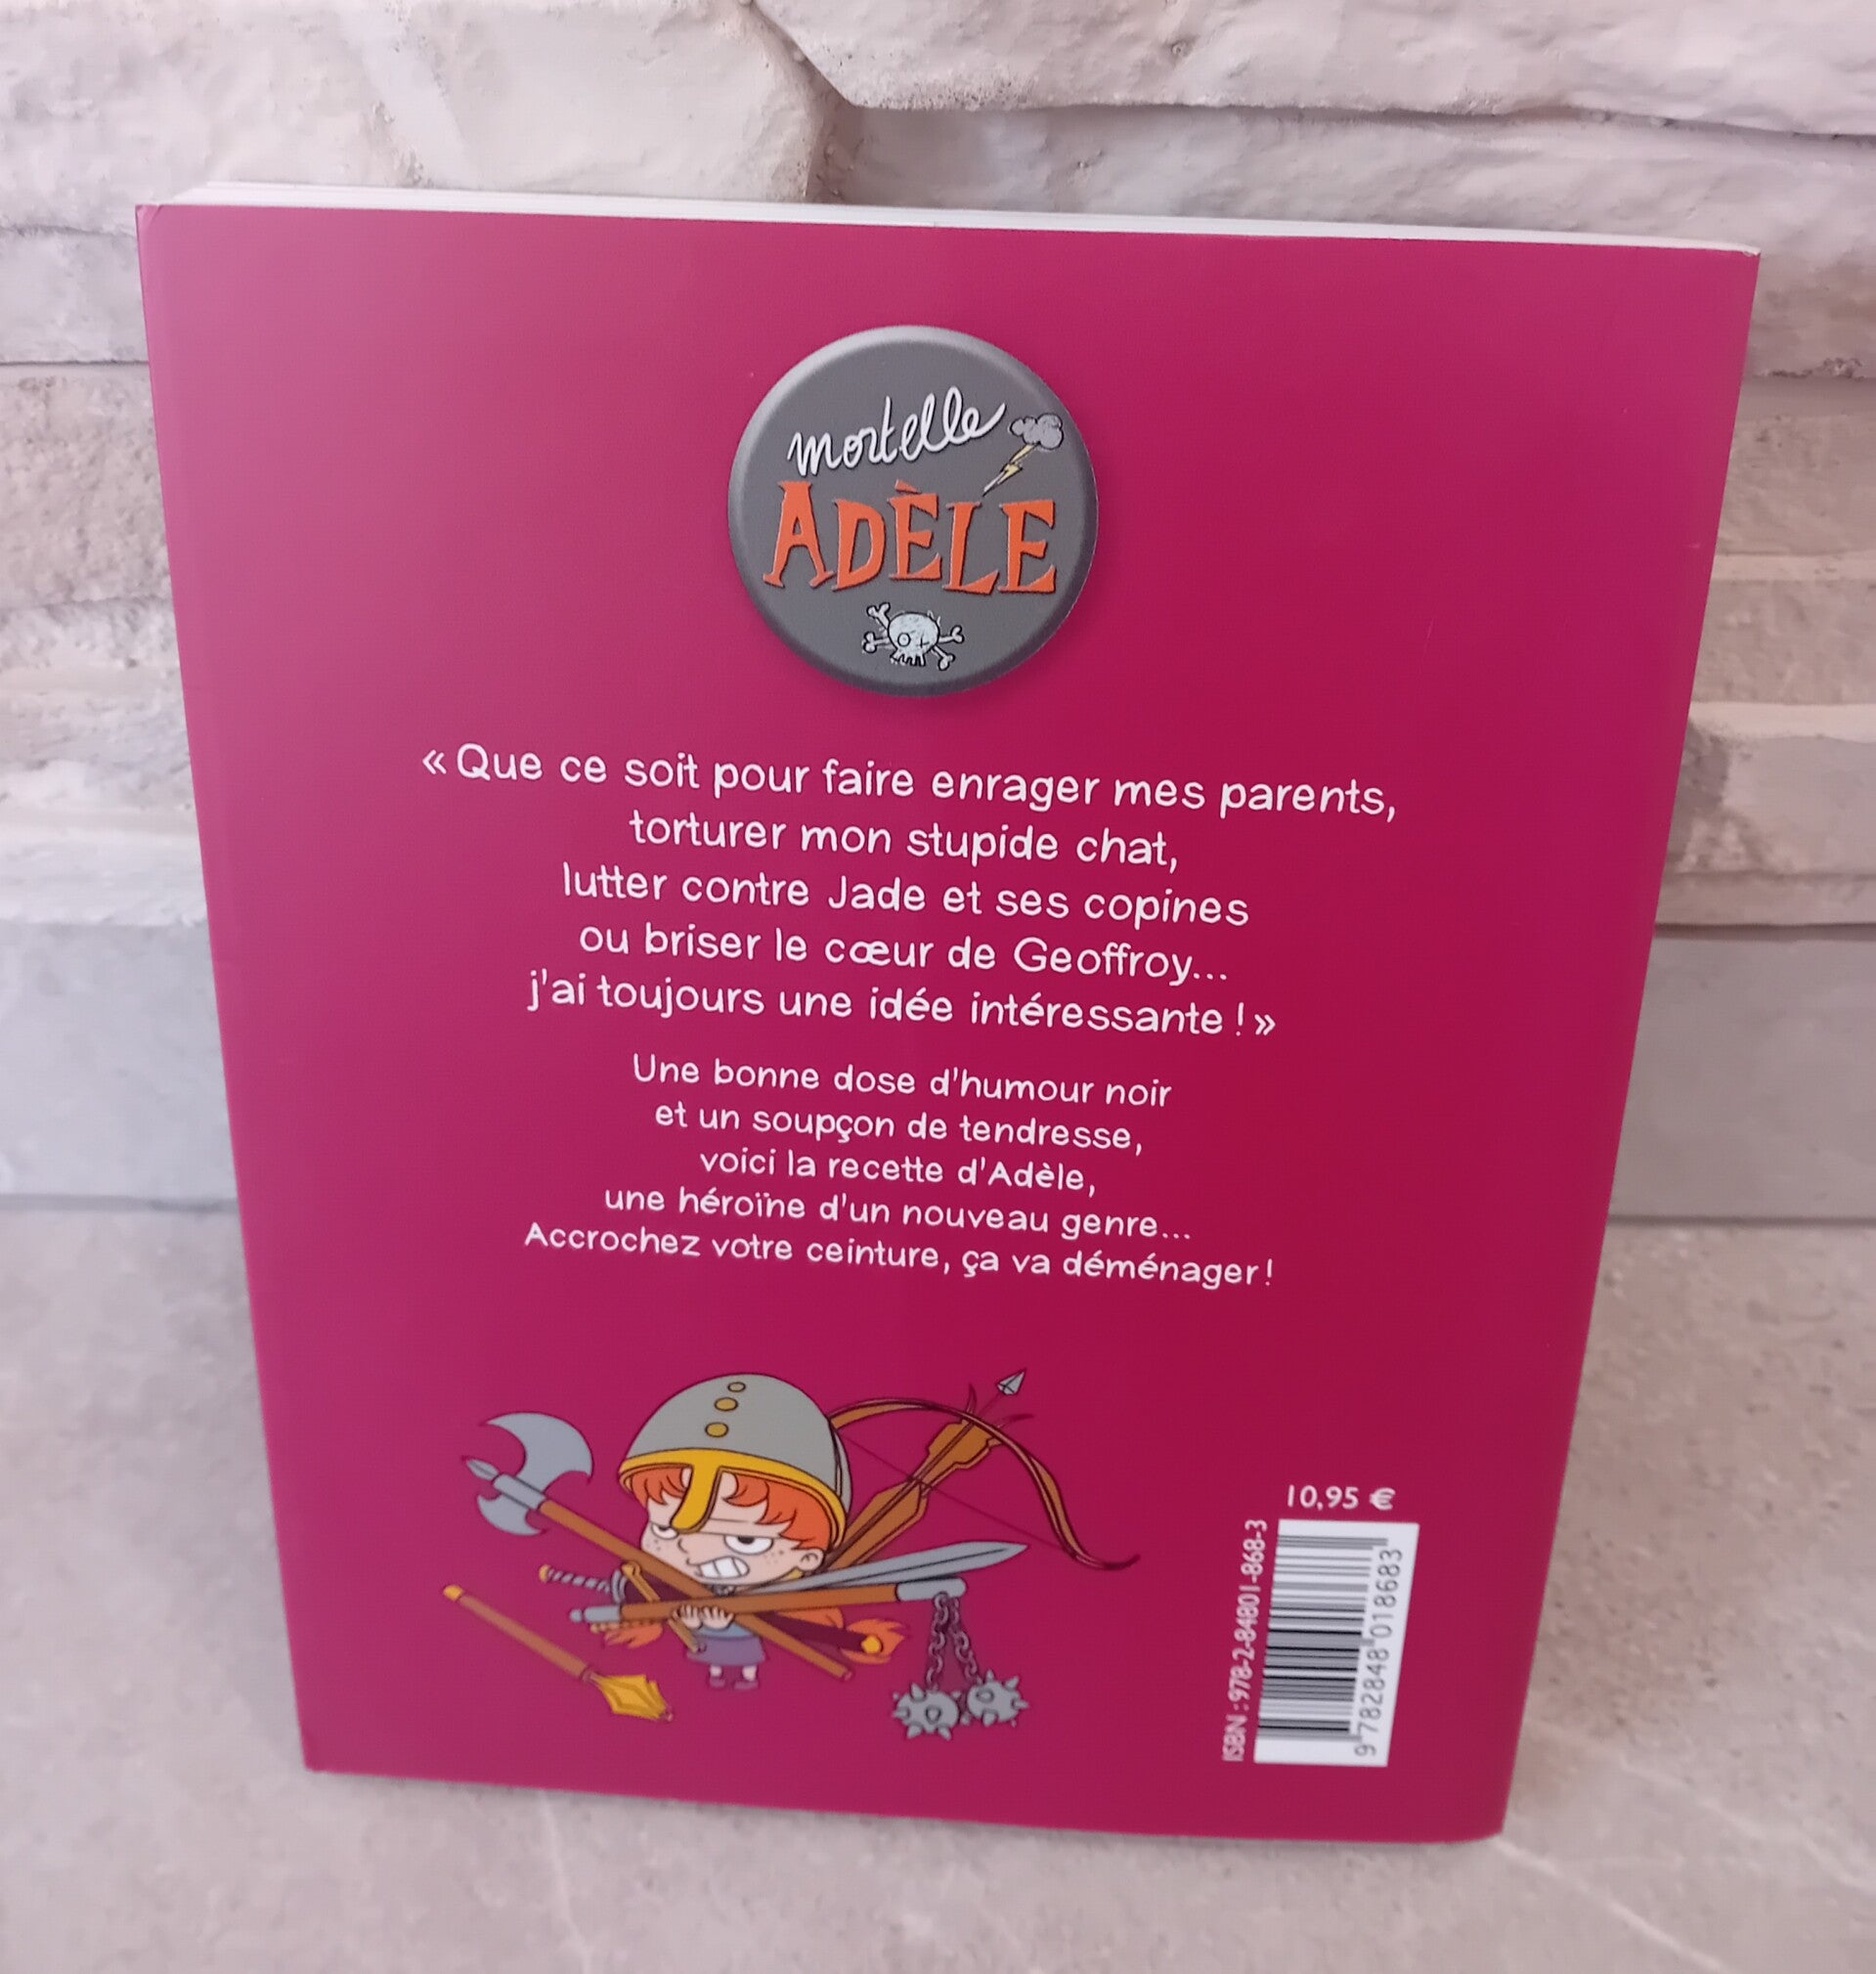 mortelle
ADÈLE
« Que ce soit pour faire enrager mes parents,
torturer mon stupide chat,
lutter contre Jade et ses copines
ou briser le cœur de Geoffroy...
j'ai toujours une idée intéressante ! »
Une bonne dose d'humour noir
et un soupçon de tendresse,
voici la recette d'Adèle,
une héroïne d'un nouveau genre...
Accrochez votre ceinture, ça va déménager !
10,95 €
ISBN : 978-2-84801-868-3
9 782848 018683